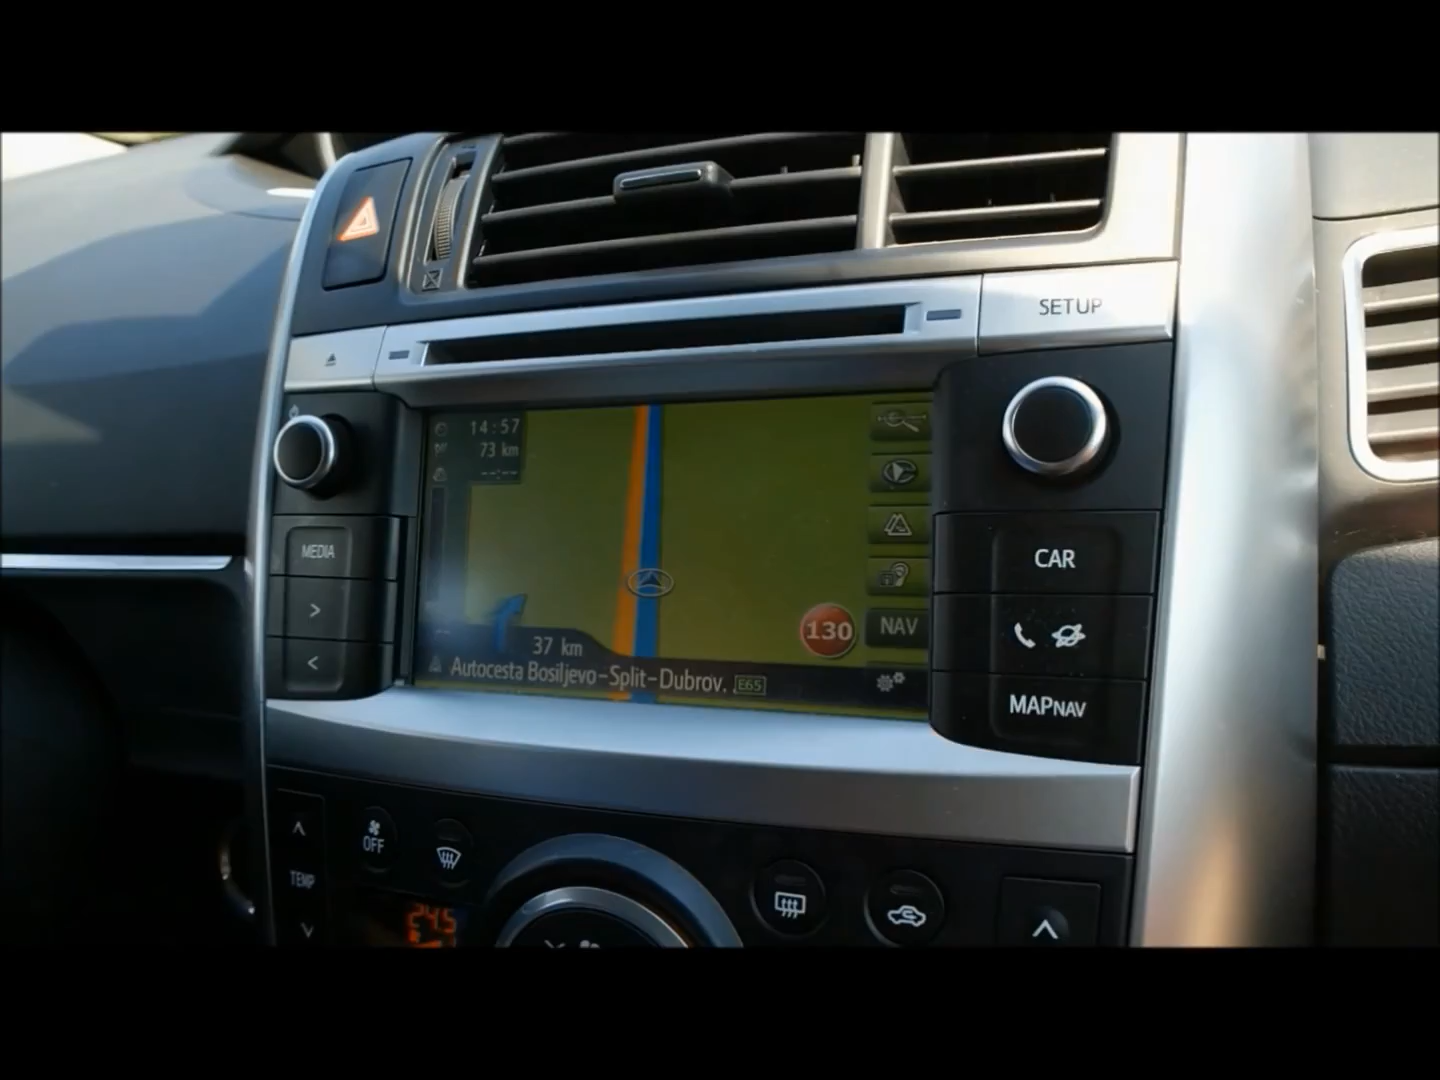 SETUP
14:57
73 km
--:--
MEDIA
>
<
37 km
130
NAV
Autocesta Bosiljevo-Split-Dubrov. E65
CAR
MAPNAV
OFF
TEMP
24.5